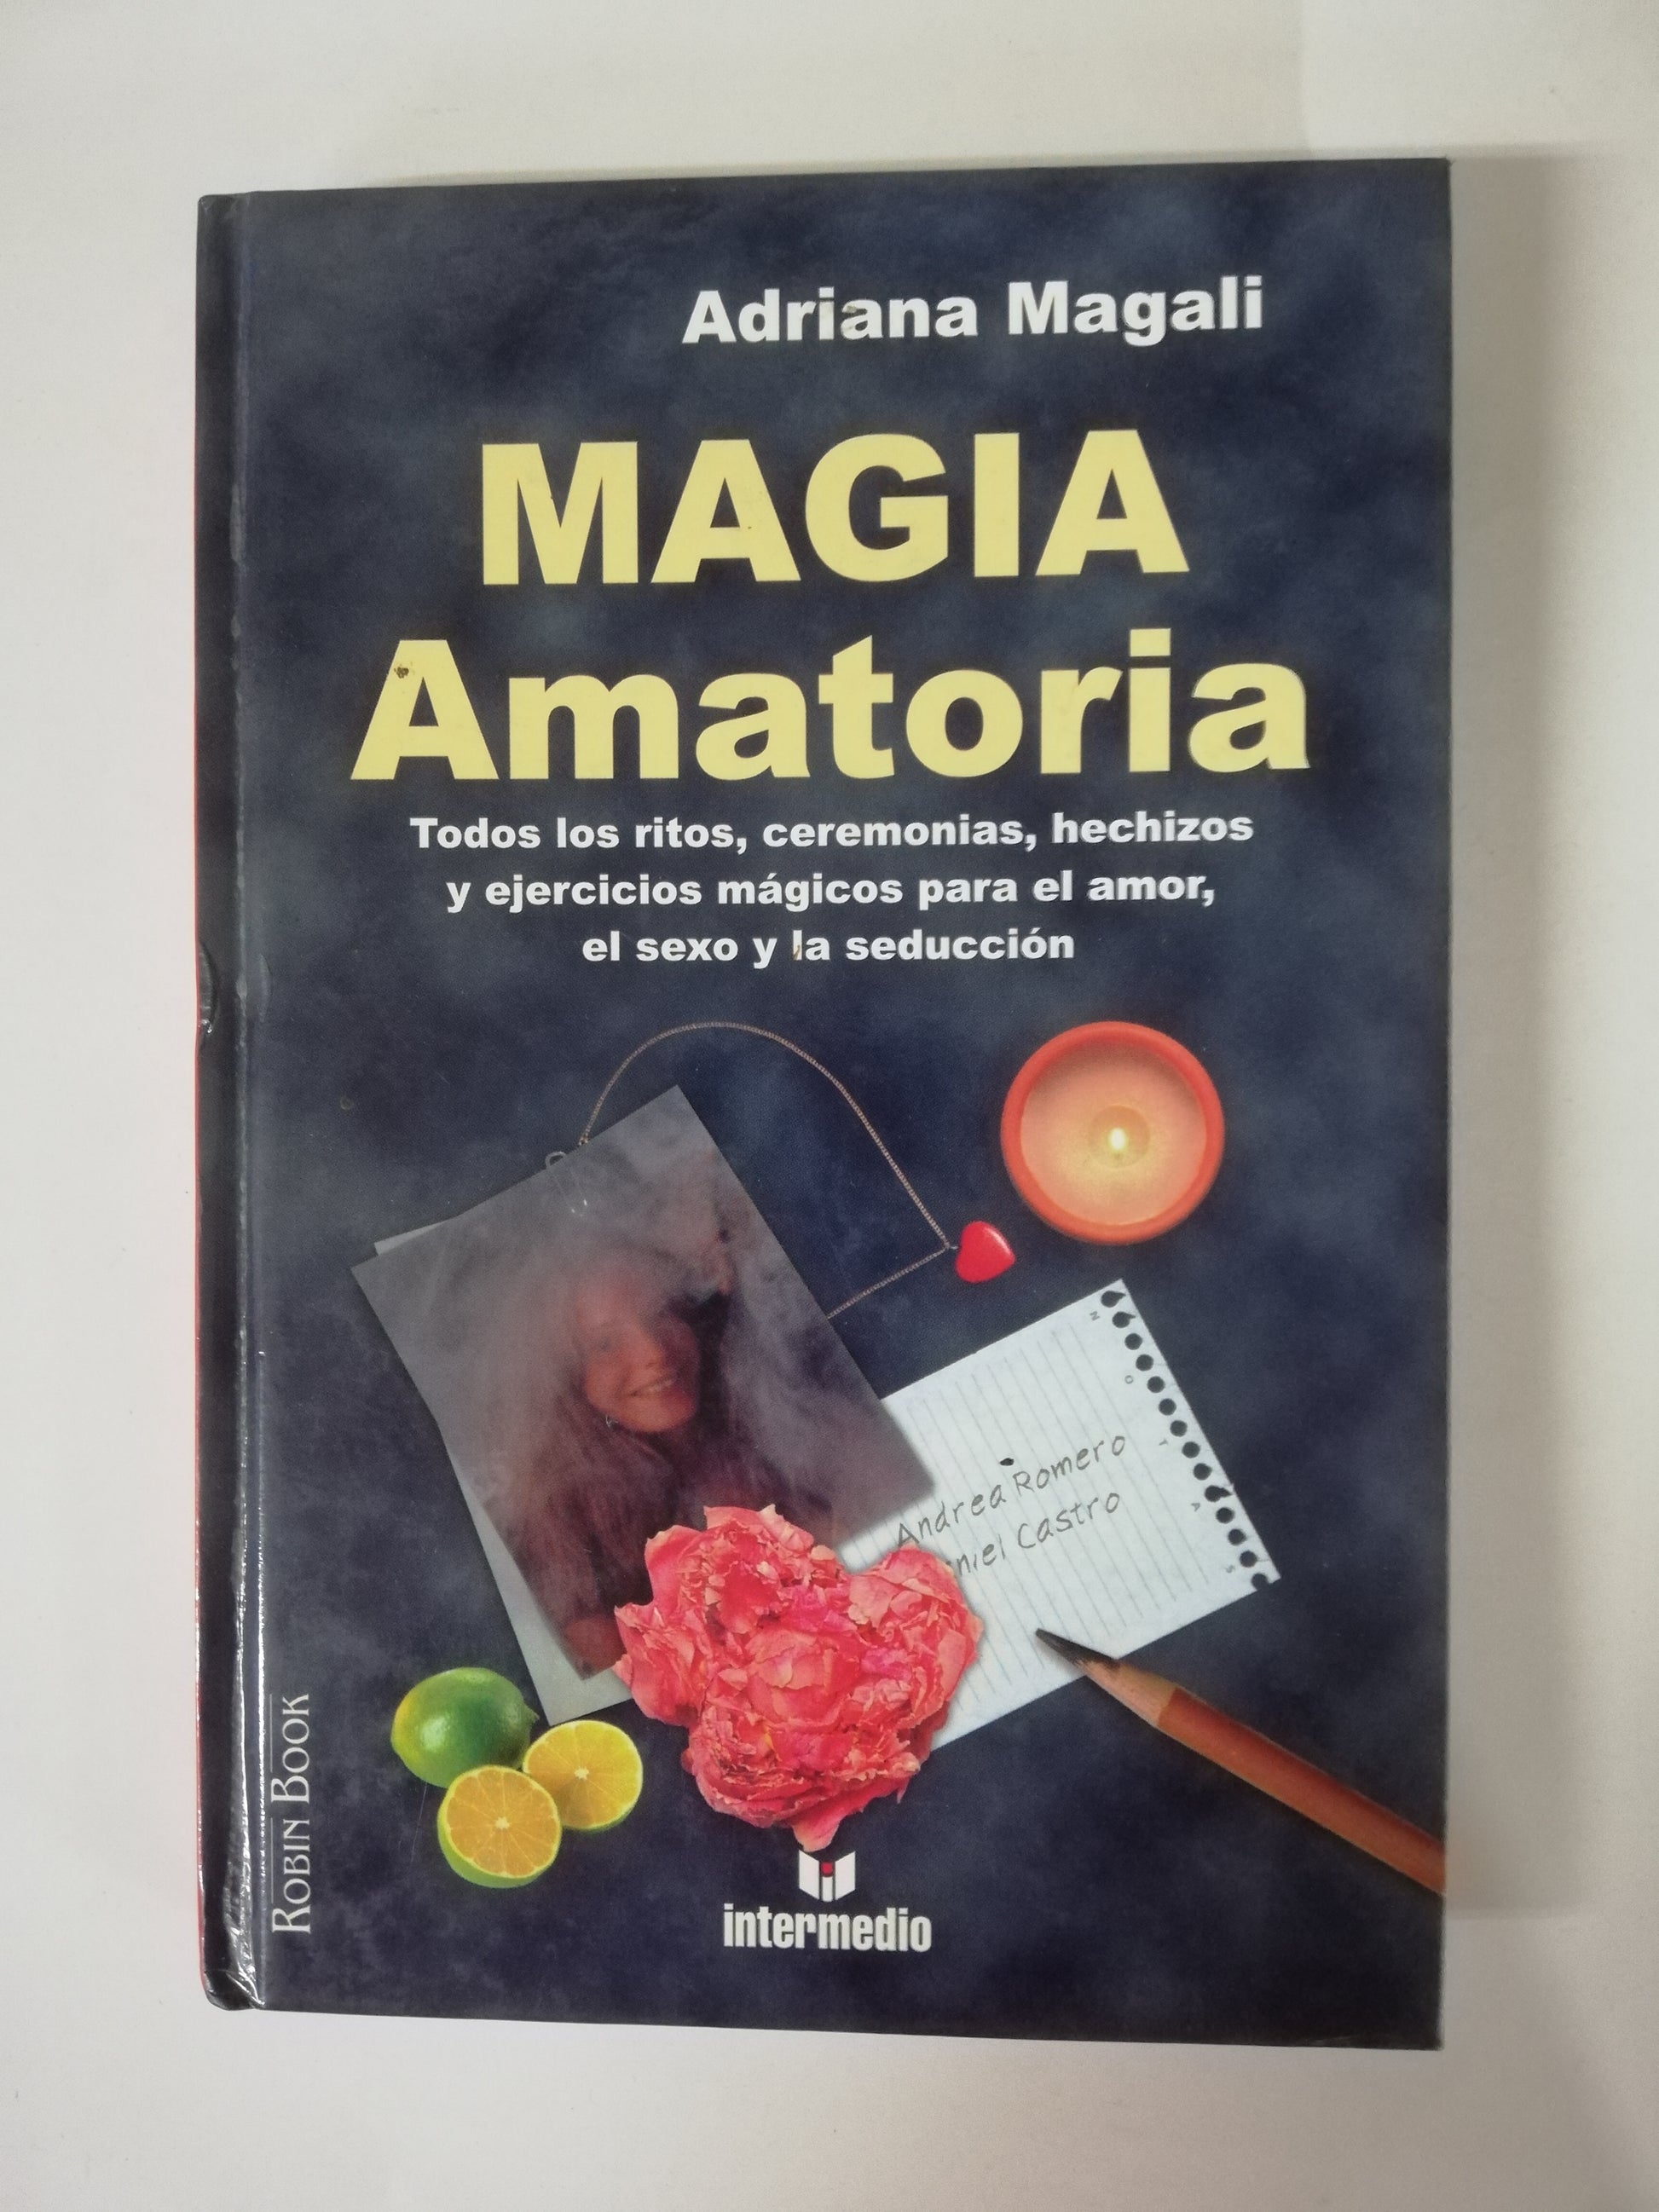 Adriana Magali
MAGIA
Amatoria
Todos los ritos, ceremonias, hechizos
y ejercicios mágicos para el amor,
el sexo y la seducción
N O T A S
Andrea Romero
niel Castro
ROBIN BOOK
intermedio